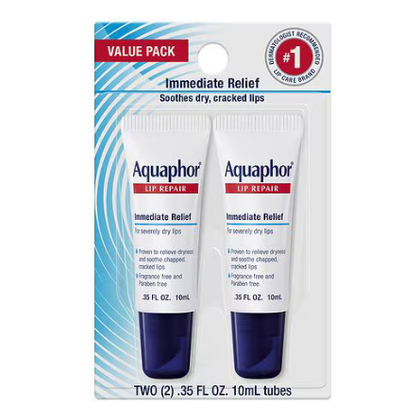 VALUE PACK
DERMATOLOGIST RECOMMENDED
#1
LIP CARE BRAND
Immediate Relief
Soothes dry, cracked lips
Aquaphor®
LIP REPAIR
Immediate Relief
For severely dry lips
Proven to relieve dryness
and soothe chapped,
cracked lips
Fragrance free and
Paraben free
.35 FL OZ. 10mL
Aquaphor®
LIP REPAIR
Immediate Relief
For severely dry lips
Proven to relieve dryness
and soothe chapped,
cracked lips
Fragrance free and
Paraben free
.35 FL OZ. 10mL
TWO (2) .35 FL OZ. 10mL tubes